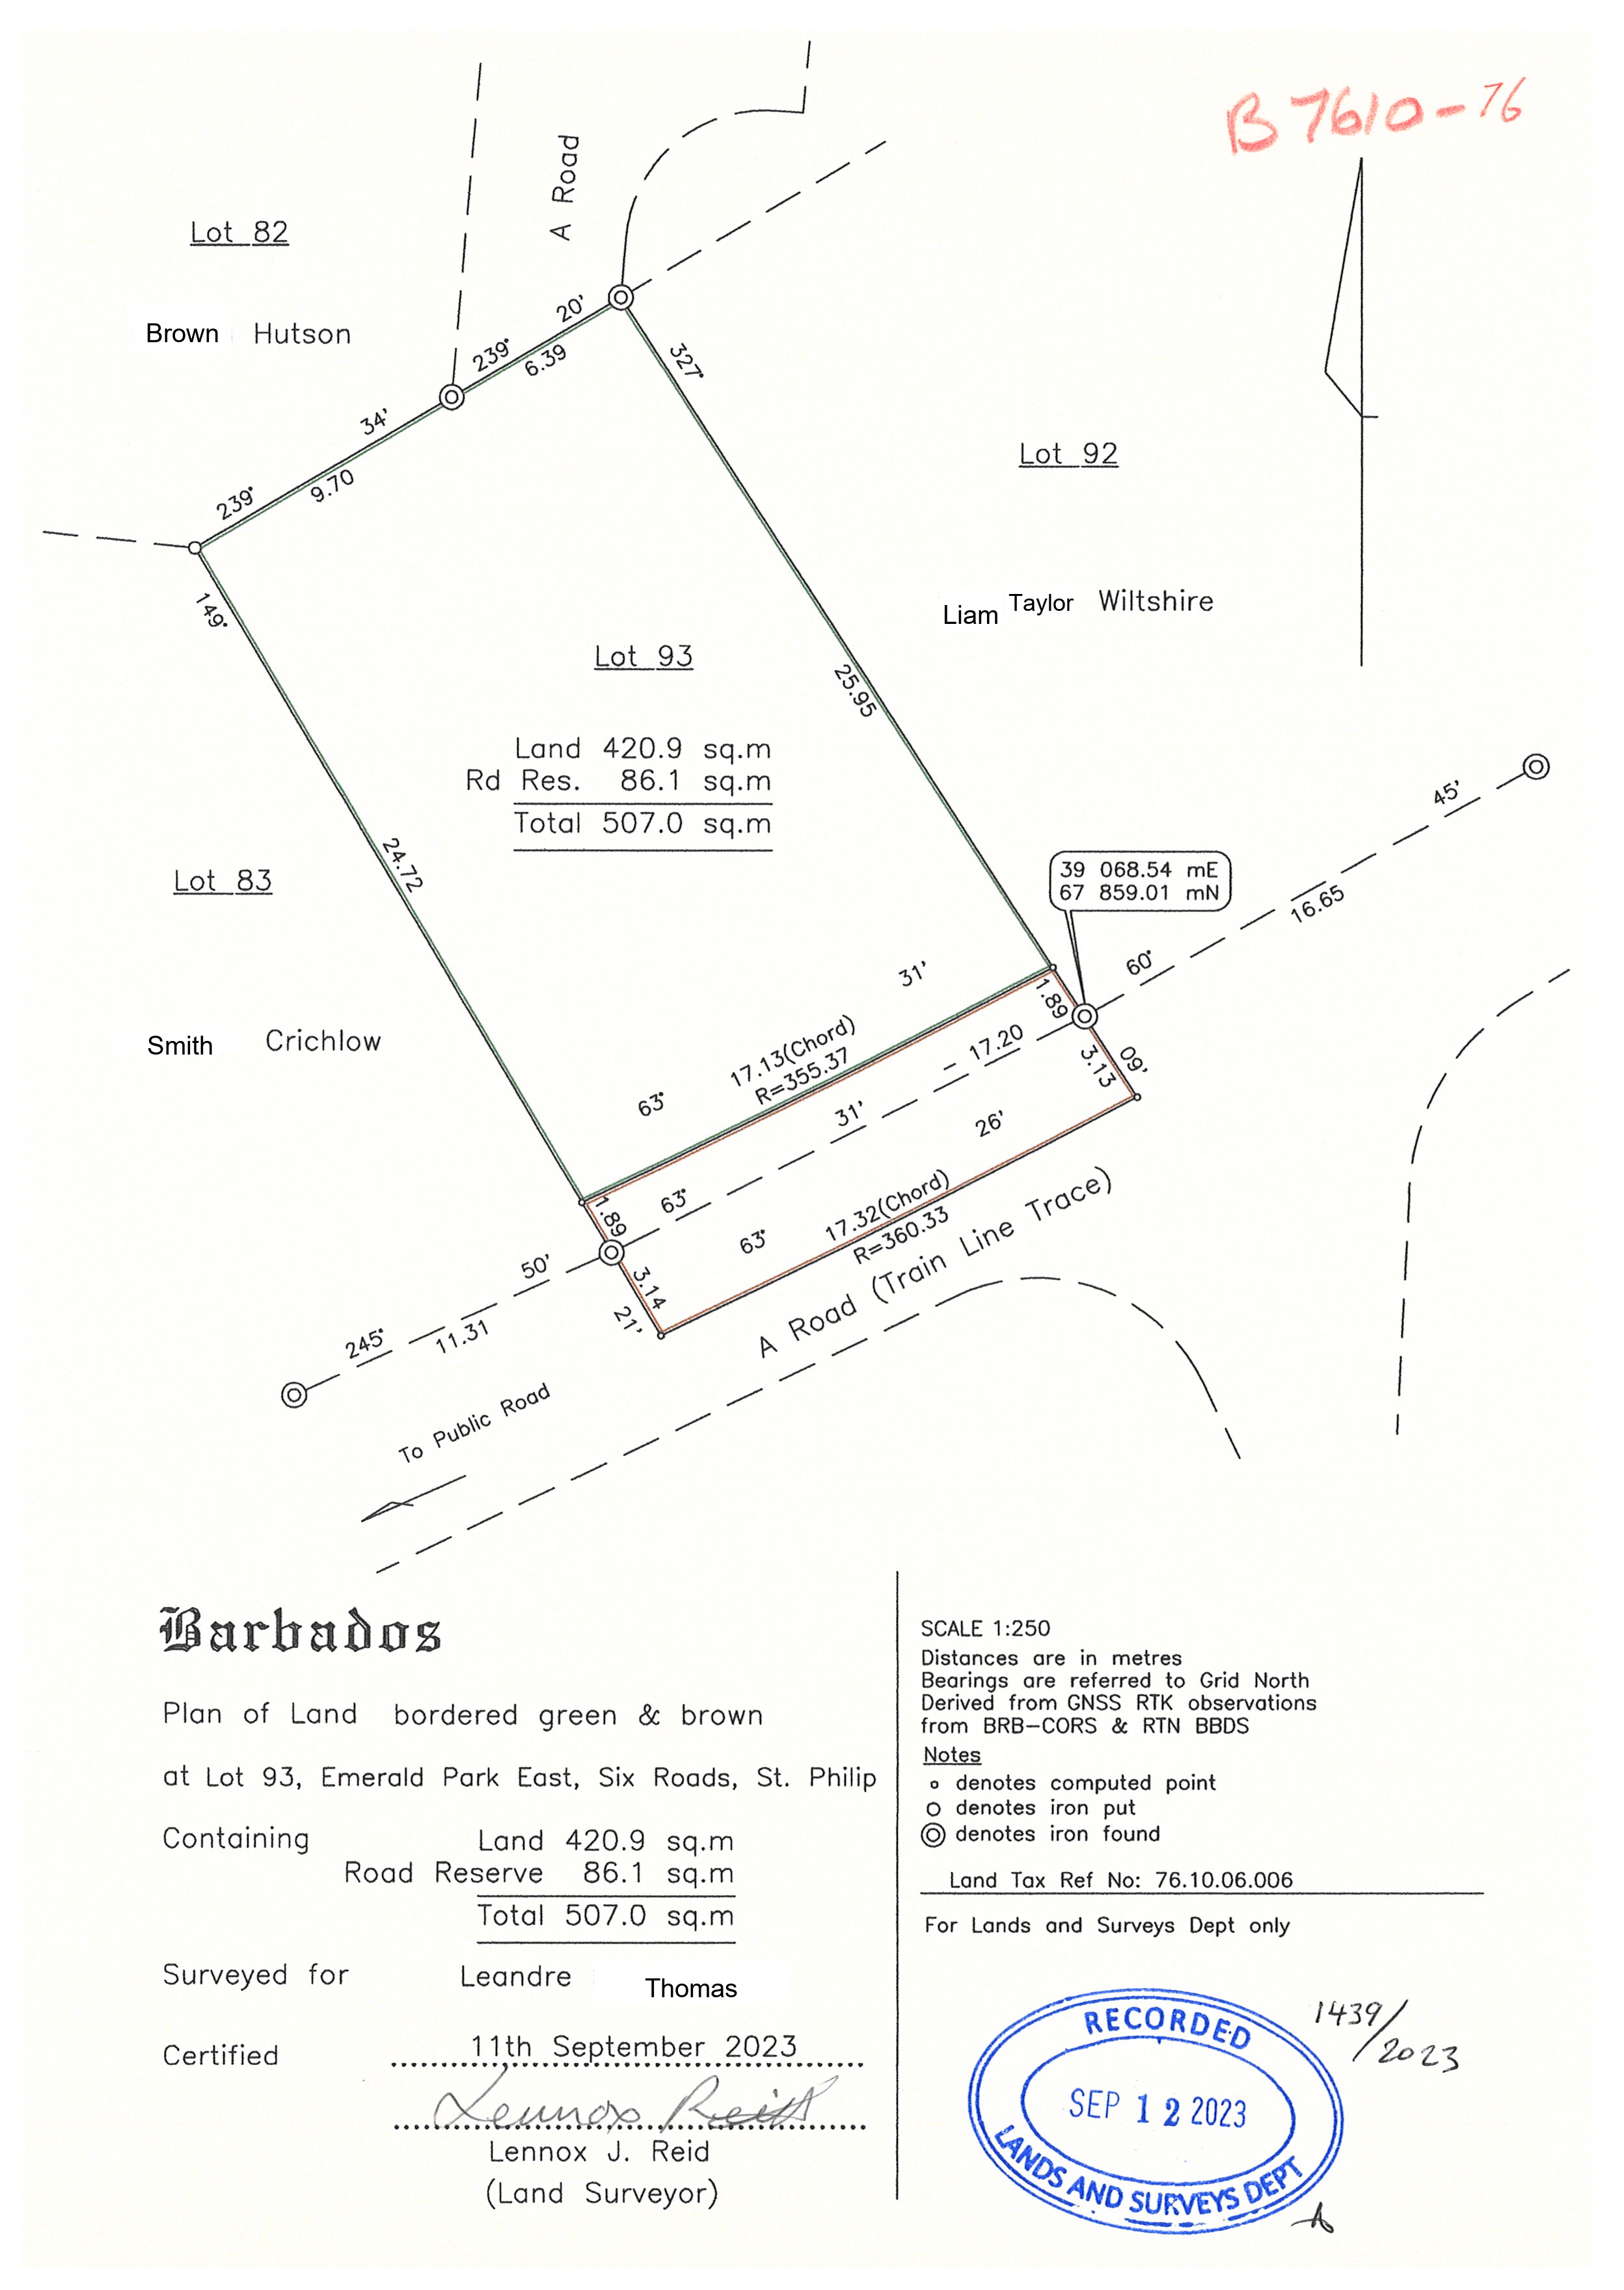 B 7610-76
A Road
Lot 82
Brown Hutson
20'
239°
6.39
34'
239°
9.70
327°
Lot 92
Liam Taylor Wiltshire
149°
Lot 93
25.95
Land 420.9 sq.m
Rd Res. 86.1 sq.m
Total 507.0 sq.m
24.72
Lot 83
45'
39 068.54 mE
67 859.01 mN
16.65
60°
31'
1.89
Smith Crichlow
17.13(Chord)
R=355.37
– 17.20
09'
3.13
63°
31'
26'
63°
1.89
63°
17.32(Chord)
R=360.33
50'
3.14
21'
245°
11.31
A Road (Train Line Trace)
To Public Road
Barbados
Plan of Land bordered green & brown
at Lot 93, Emerald Park East, Six Roads, St. Philip
Containing Land 420.9 sq.m
Road Reserve 86.1 sq.m
Total 507.0 sq.m
Surveyed for Leandre Thomas
Certified 11th September 2023
Lennox Reid
Lennox J. Reid
(Land Surveyor)
SCALE 1:250
Distances are in metres
Bearings are referred to Grid North
Derived from GNSS RTK observations
from BRB-CORS & RTN BBDS
Notes
denotes computed point
denotes iron put
denotes iron found
Land Tax Ref No: 76.10.06.006
For Lands and Surveys Dept only
RECORDED
SEP 12 2023
LANDS AND SURVEYS DEPT
1439/2023